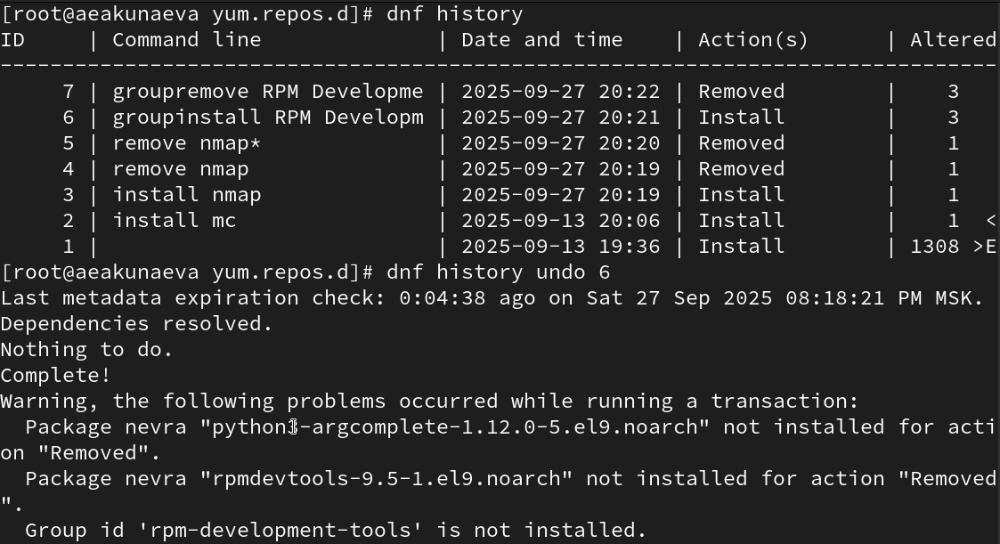 [root@aeakunaeva yum.repos.d]# dnf history
ID     | Command line              | Date and time    | Action(s)      | Altered
--------------------------------------------------------------------------------
     7 | groupremove RPM Developme | 2025-09-27 20:22 | Removed        |    3
     6 | groupinstall RPM Developm | 2025-09-27 20:21 | Install        |    3
     5 | remove nmap*              | 2025-09-27 20:20 | Removed        |    1
     4 | remove nmap               | 2025-09-27 20:19 | Removed        |    1
     3 | install nmap              | 2025-09-27 20:19 | Install        |    1
     2 | install mc                | 2025-09-13 20:06 | Install        |    1  <
     1 |                           | 2025-09-13 19:36 | Install        | 1308 >E
[root@aeakunaeva yum.repos.d]# dnf history undo 6
Last metadata expiration check: 0:04:38 ago on Sat 27 Sep 2025 08:18:21 PM MSK.
Dependencies resolved.
Nothing to do.
Complete!
Warning, the following problems occurred while running a transaction:
  Package nevra "python3-argcomplete-1.12.0-5.el9.noarch" not installed for acti
on "Removed".
  Package nevra "rpmdevtools-9.5-1.el9.noarch" not installed for action "Removed
".
  Group id 'rpm-development-tools' is not installed.